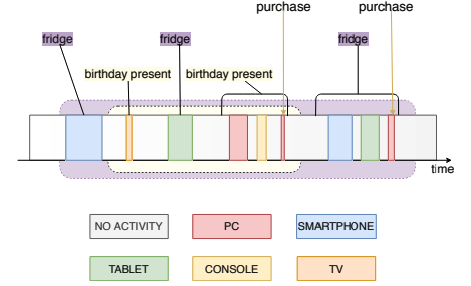 purchase
purchase
fridge
fridge
fridge
birthday present
birthday present
time
NO ACTIVITY
PC
SMARTPHONE
TABLET
CONSOLE
TV